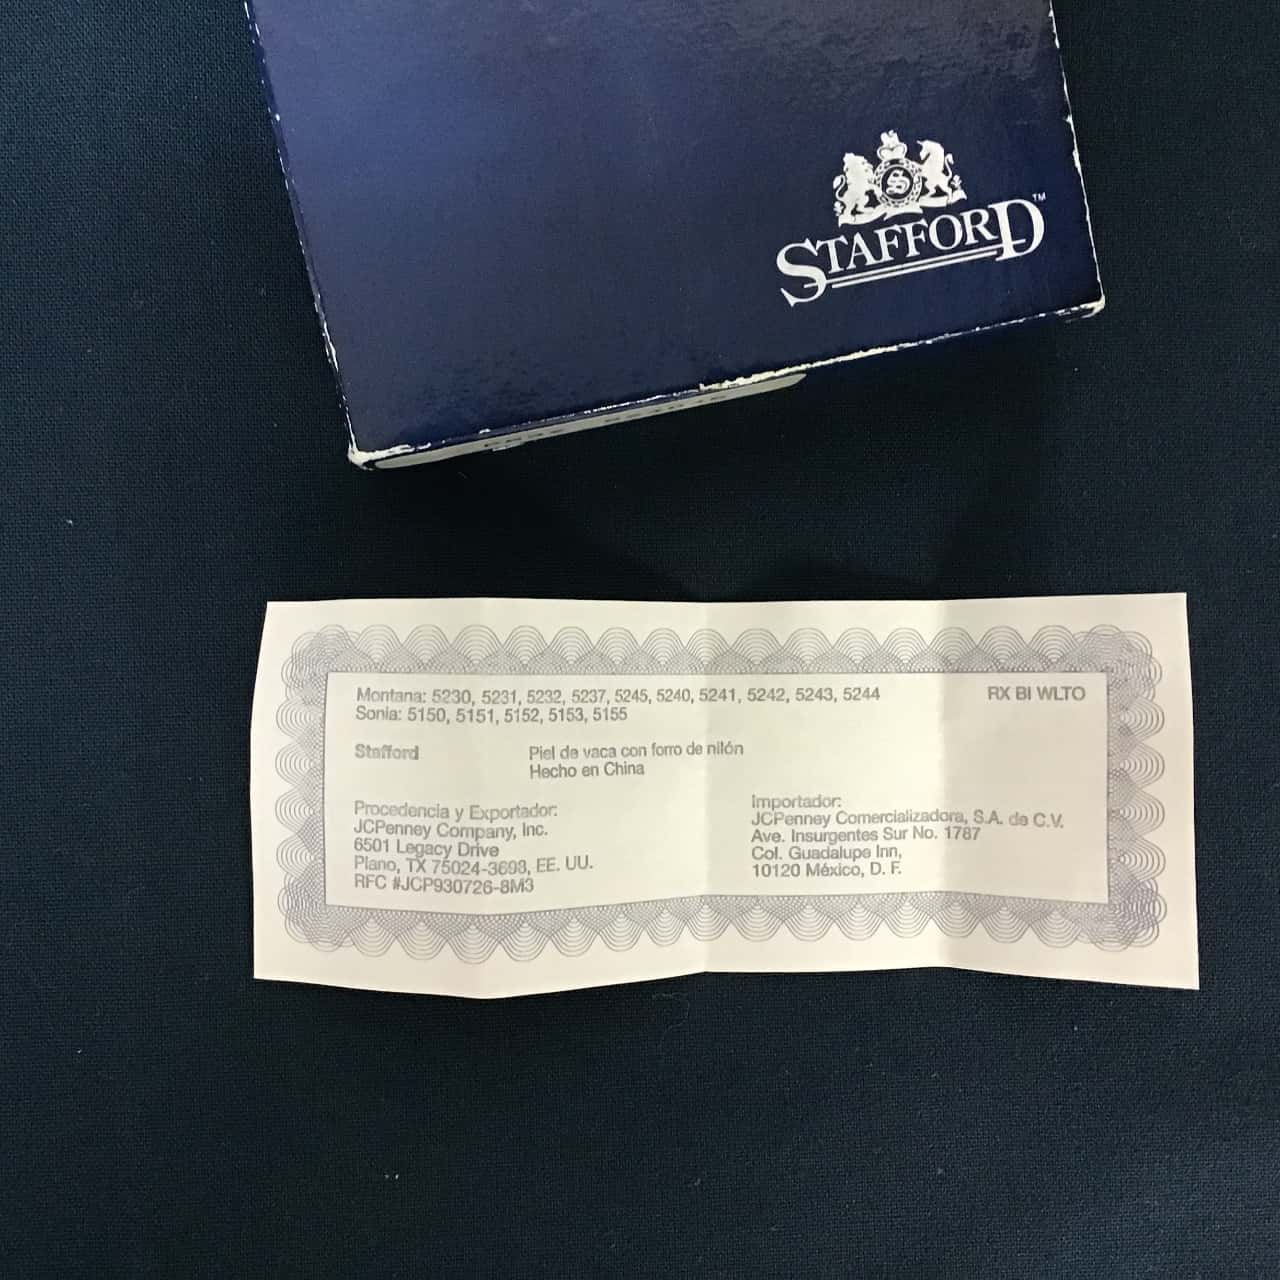 S
STAFFORD™
Montana: 5230, 5231, 5232, 5237, 5245, 5240, 5241, 5242, 5243, 5244
RX BI WLTO
Sonia: 5150, 5151, 5152, 5153, 5155
Stafford
Piel de vaca con forro de nilón
Hecho en China
Procedencia y Exportador:
JCPenney Company, Inc.
6501 Legacy Drive
Plano, TX 75024-3698, EE. UU.
RFC #JCP930726-8M3
Importador:
JCPenney Comercializadora, S.A. de C.V.
Ave. Insurgentes Sur No. 1787
Col. Guadalupe Inn,
10120 México, D. F.